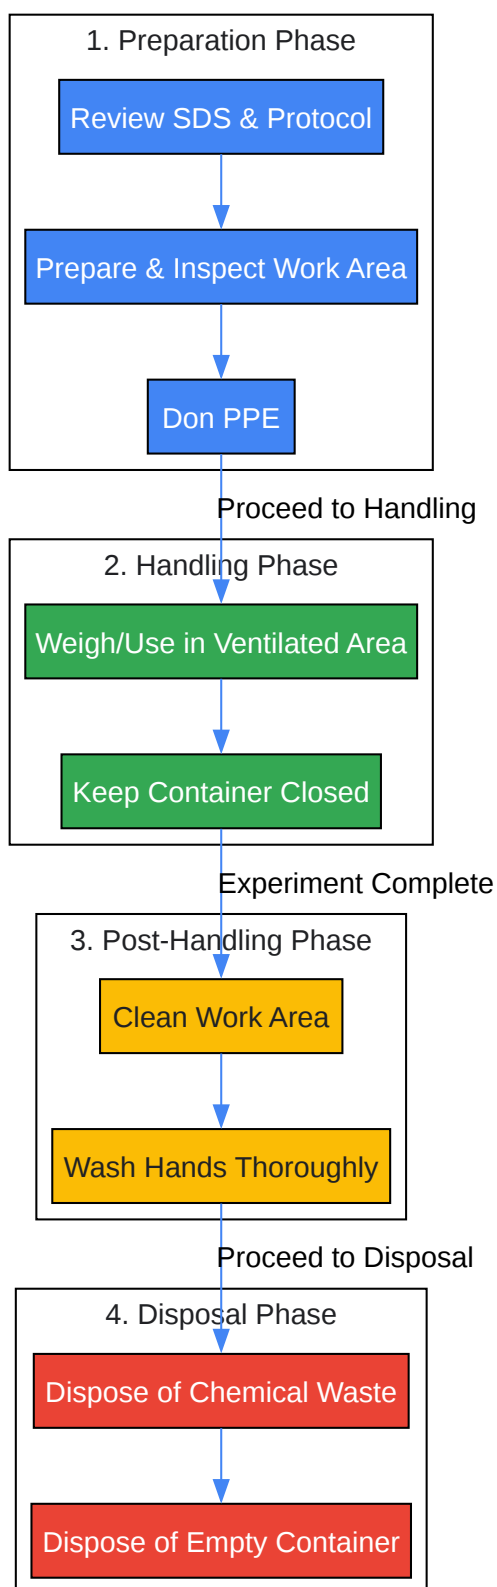 1. Preparation Phase
Review SDS & Protocol
Prepare & Inspect Work Area
Don PPE
Proceed to Handling
2. Handling Phase
Weigh/Use in Ventilated Area
Keep Container Closed
Experiment Complete
3. Post-Handling Phase
Clean Work Area
Wash Hands Thoroughly
Proceed to Disposal
4. Disposal Phase
Dispose of Chemical Waste
Dispose of Empty Container